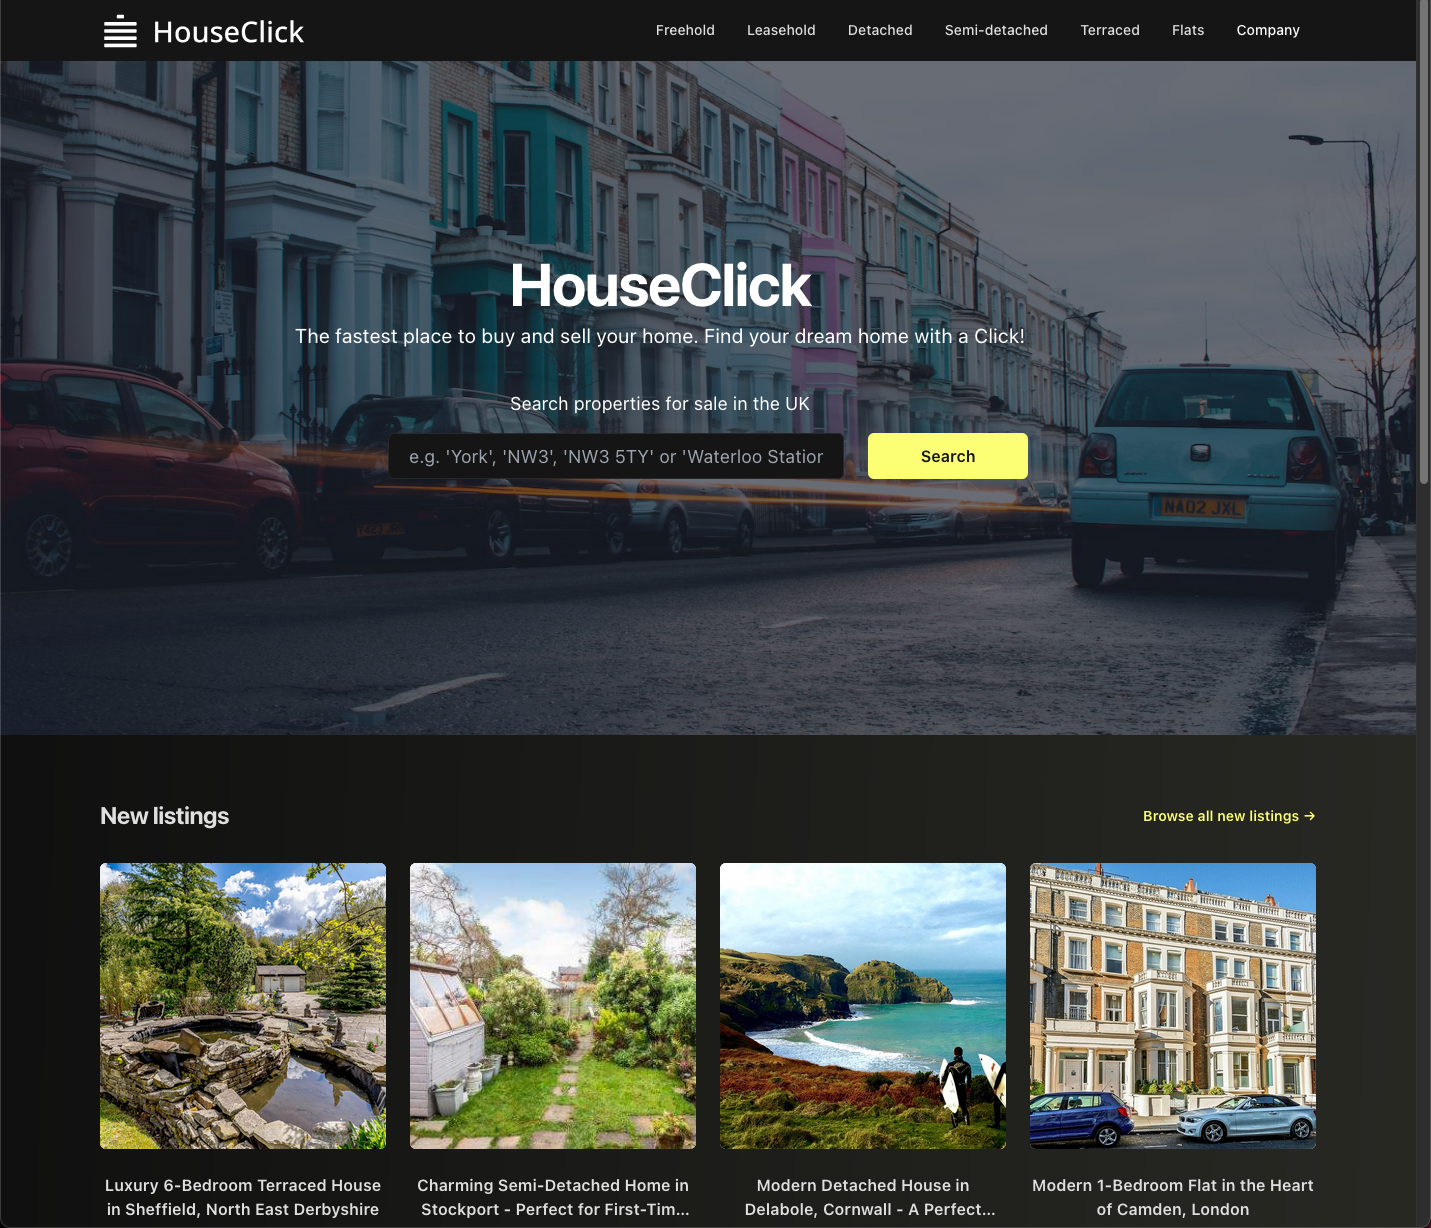 HouseClick
Freehold Leasehold Detached Semi-detached Terraced Flats Company
HouseClick
The fastest place to buy and sell your home. Find your dream home with a Click!
Search properties for sale in the UK
e.g. 'York', 'NW3', 'NW3 5TY' or 'Waterloo Station
Search
NA02 JXL
New listings
Browse all new listings →
Luxury 6-Bedroom Terraced House
in Sheffield, North East Derbyshire
Charming Semi-Detached Home in
Stockport - Perfect for First-Tim...
Modern Detached House in
Delabole, Cornwall - A Perfect...
Modern 1-Bedroom Flat in the Heart
of Camden, London